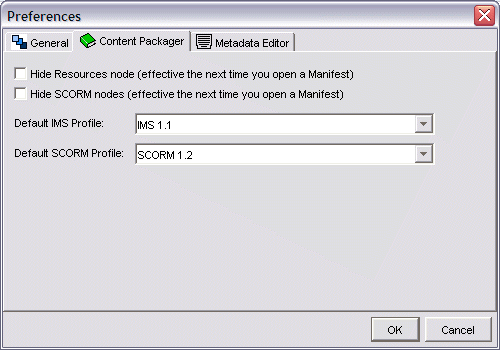 Preferences
General Content Packager Metadata Editor
Hide Resources node (effective the next time you open a Manifest)
Hide SCORM nodes (effective the next time you open a Manifest)
Default IMS Profile: IMS 1.1
Default SCORM Profile: SCORM 1.2
OK Cancel